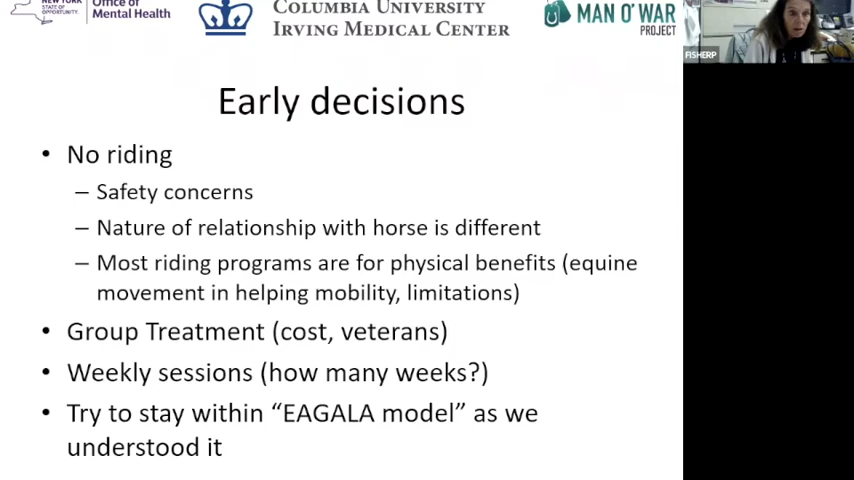 NEW YORK
STATE OF
OPPORTUNITY.
Office of
Mental Health
COLUMBIA UNIVERSITY
IRVING MEDICAL CENTER
MAN O' WAR
PROJECT
FISHERP
Early decisions
• No riding
– Safety concerns
– Nature of relationship with horse is different
– Most riding programs are for physical benefits (equine
movement in helping mobility, limitations)
• Group Treatment (cost, veterans)
• Weekly sessions (how many weeks?)
• Try to stay within “EAGALA model” as we
understood it